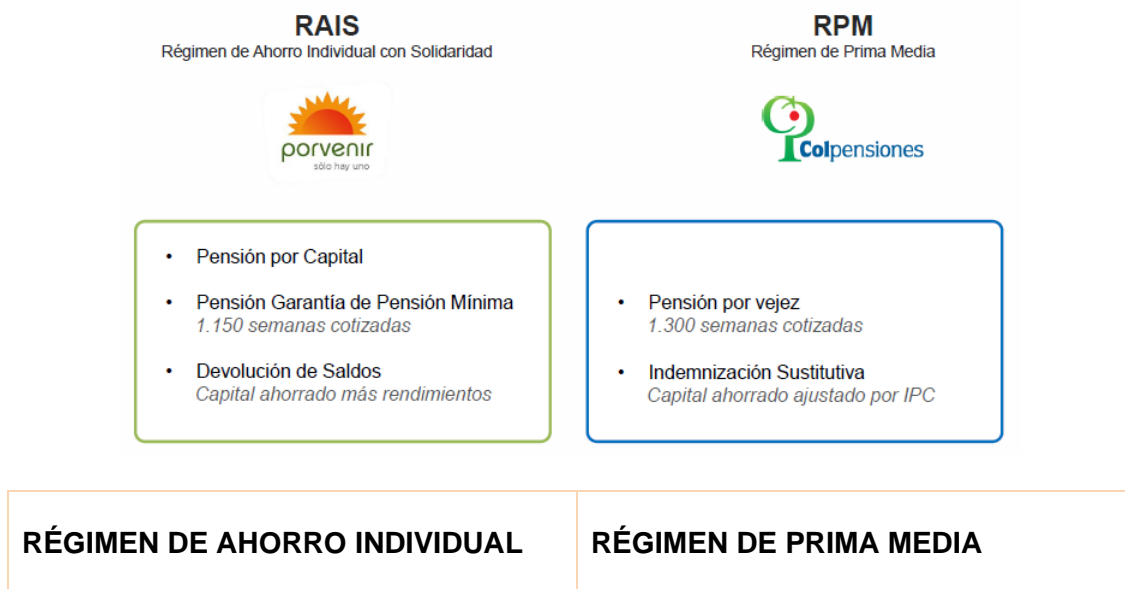 RAIS
Régimen de Ahorro Individual con Solidaridad
porvenir
sólo hay uno
• Pensión por Capital
• Pensión Garantía de Pensión Mínima
1.150 semanas cotizadas
• Devolución de Saldos
Capital ahorrado más rendimientos
RPM
Régimen de Prima Media
Colpensiones
• Pensión por vejez
1.300 semanas cotizadas
• Indemnización Sustitutiva
Capital ahorrado ajustado por IPC
RÉGIMEN DE AHORRO INDIVIDUAL
RÉGIMEN DE PRIMA MEDIA